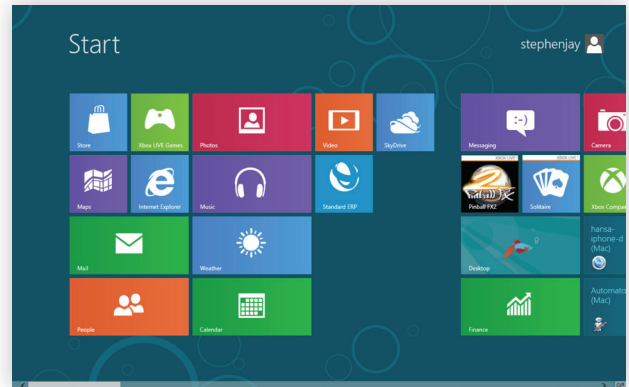 Start
stephenjay
Store
Xbox LIVE Games
Photos
Video
SkyDrive
Messaging
Camera
Maps
Internet Explorer
Music
Standard ERP
XBOX LIVE
Pinball FX2
XBOX LIVE
Solitaire
Xbox Compan
Mail
Weather
Desktop
hansa-
iphone-d
(Mac)
People
Calendar
Finance
Automato
(Mac)